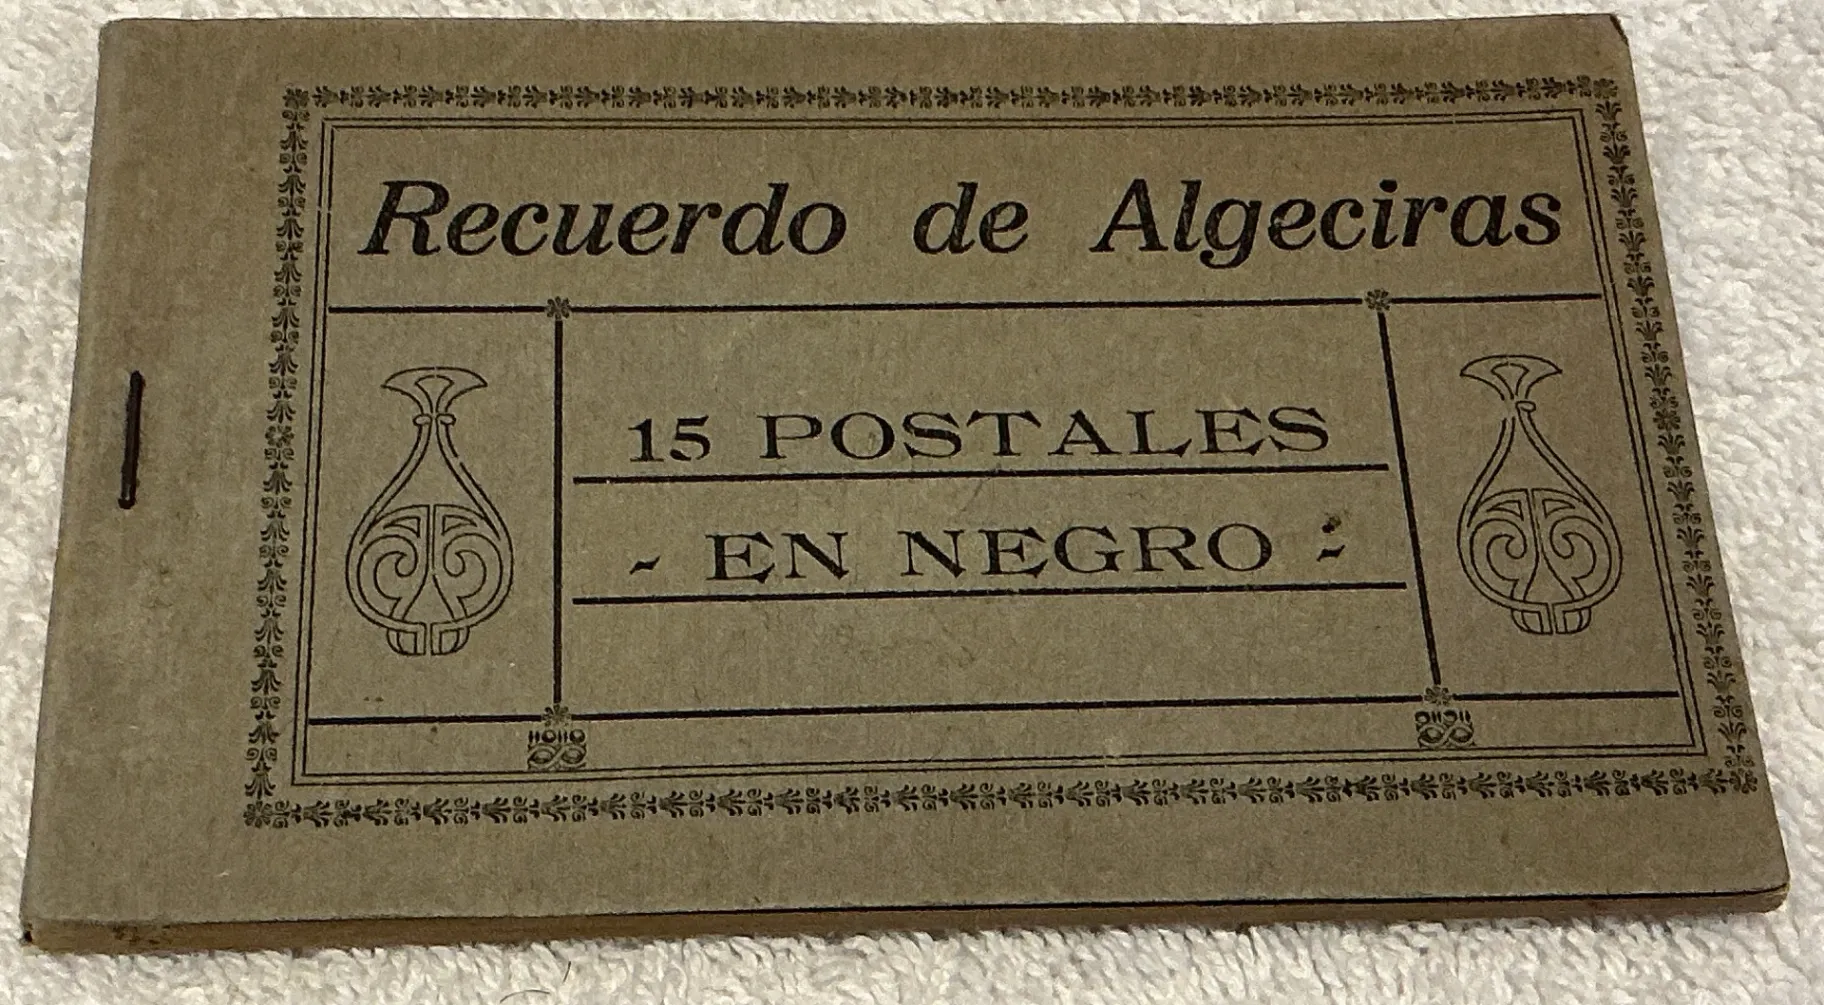 Recuerdo de Algeciras
15 POSTALES
- EN NEGRO -